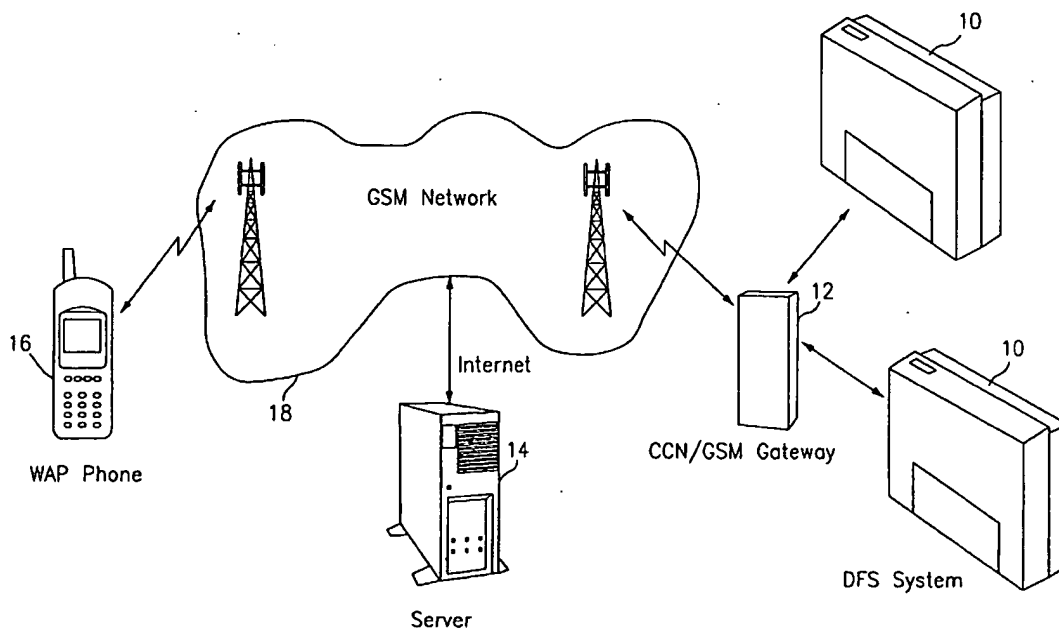 10
GSM Network
12
16
Internet
10
18
14
CCN/GSM Gateway
WAP Phone
DFS System
Server